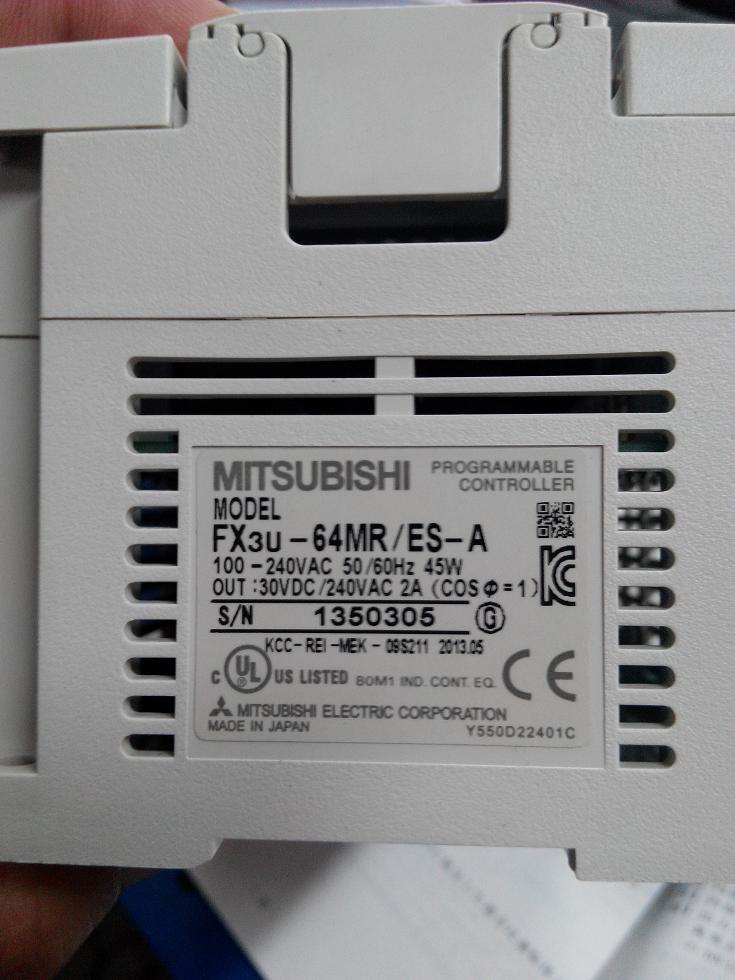 MITSUBISHI PROGRAMMABLE CONTROLLER
MODEL
FX3U-64MR/ES-A
100-240VAC 50/60Hz 45W
OUT:30VDC/240VAC 2A (COSΦ=1)
S/N 1350305 G
KCC-REI-MEK-09S211 2013.05
C UL US LISTED 80M1 IND. CONT. EQ. CE
MITSUBISHI ELECTRIC CORPORATION
MADE IN JAPAN Y550D22401C